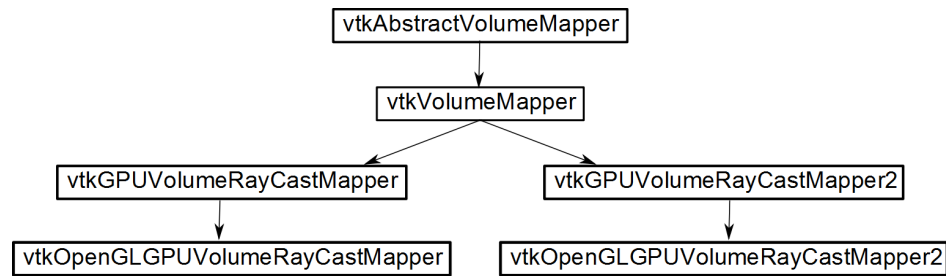 vtkAbstractVolumeMapper
vtkVolumeMapper
vtkGPUVolumeRayCastMapper
vtkGPUVolumeRayCastMapper2
vtkOpenGLGPUVolumeRayCastMapper
vtkOpenGLGPUVolumeRayCastMapper2